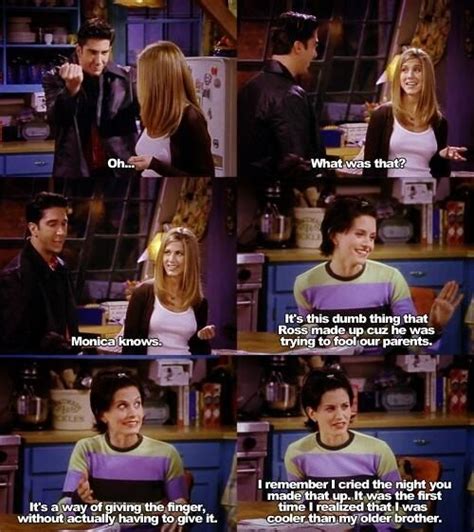 Oh...
What was that?
Monica knows.
It's this dumb thing that
Ross made up cuz he was
trying to fool our parents.
It's a way of giving the finger,
without actually having to give it.
I remember I cried the night you
made that up. It was the first
time I realized that I was
cooler than my older brother.